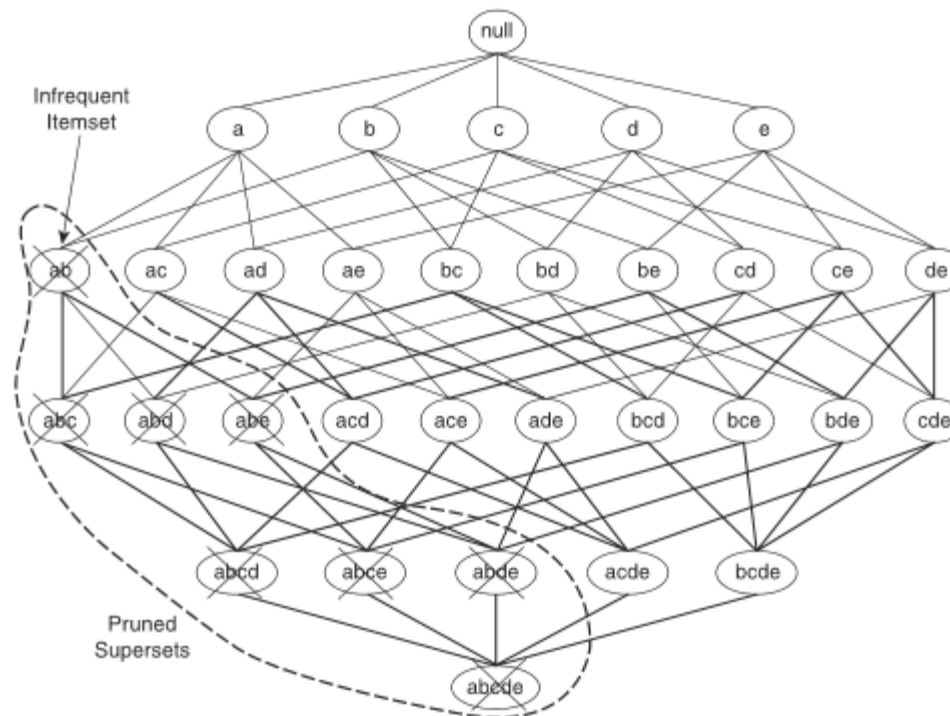 null
Infrequent
Itemset
a
b
c
d
e
ab
ac
ad
ae
bc
bd
be
cd
ce
de
abc
abd
abe
acd
ace
ade
bcd
bce
bde
cde
abcd
abce
abde
acde
bcde
Pruned
Supersets
abcde